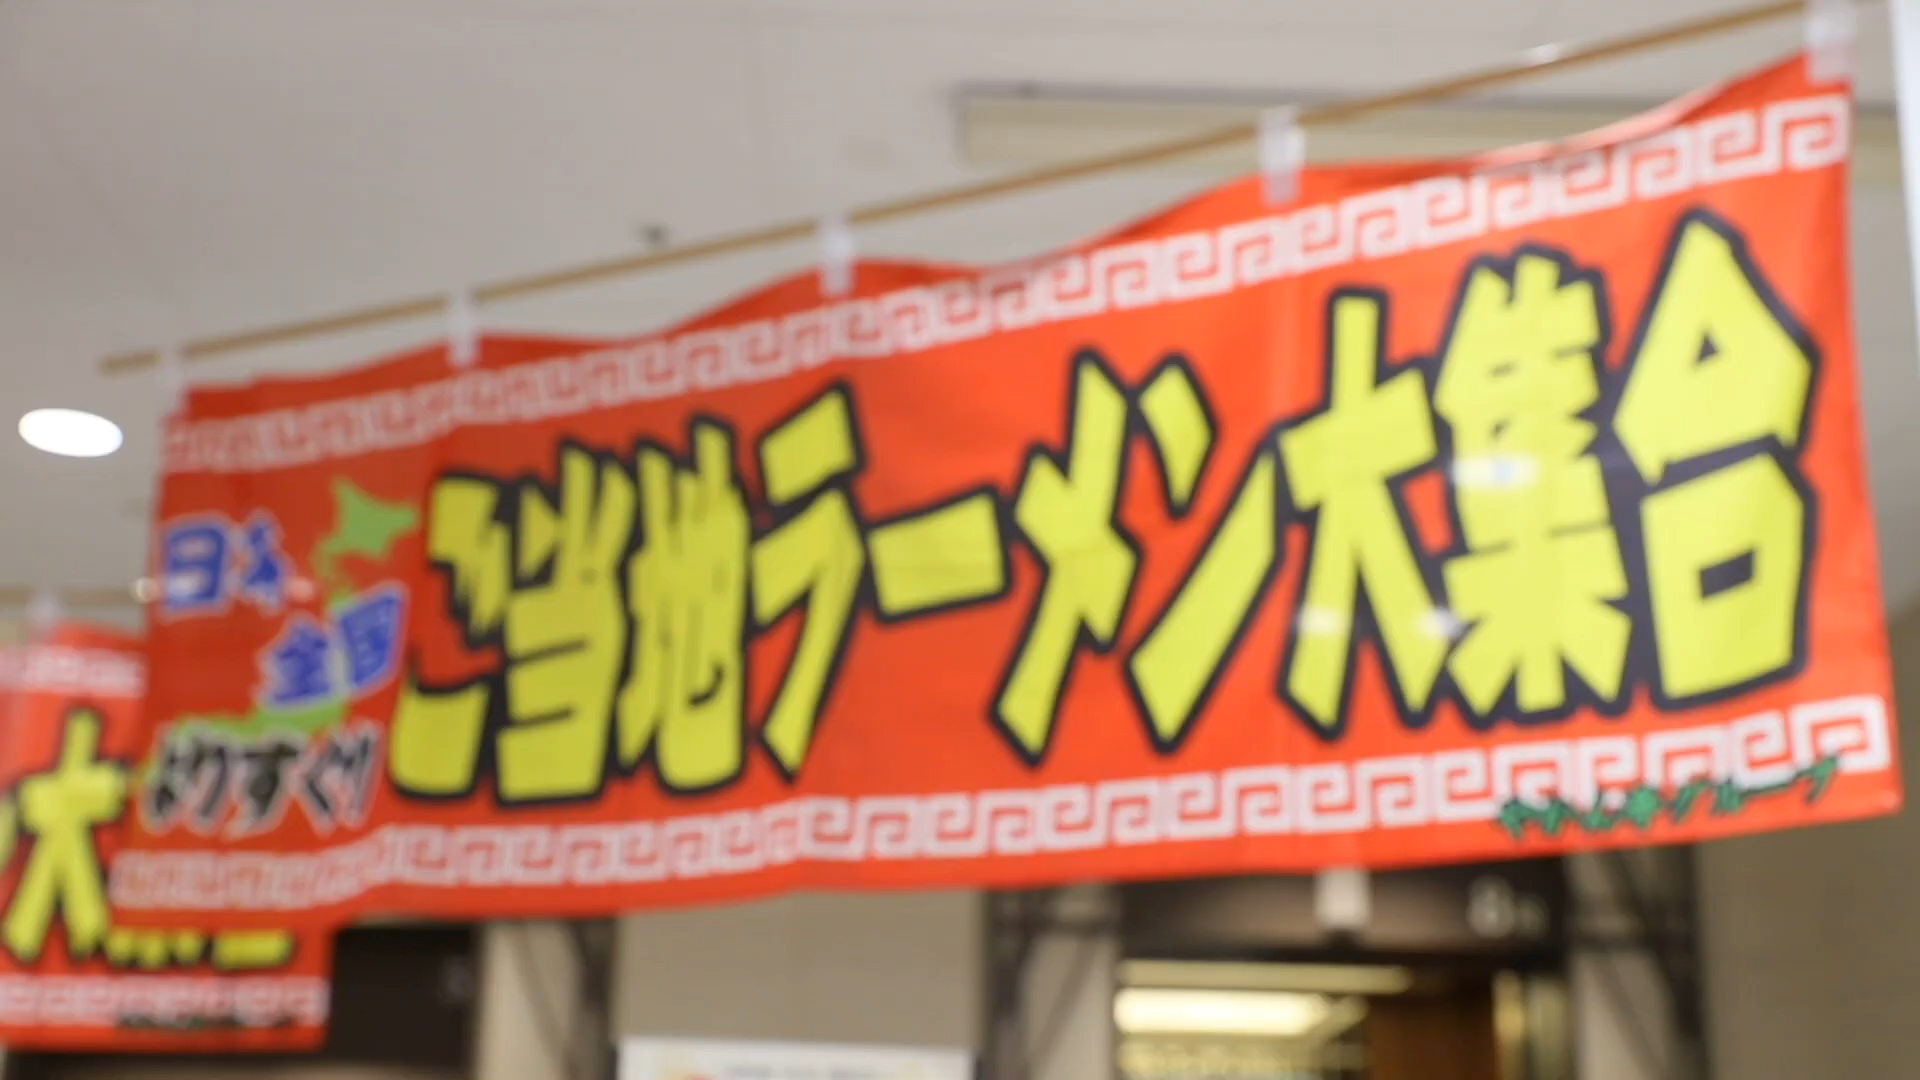 日本
全国
よりすぐり
ご当地ラーメン大集合
大